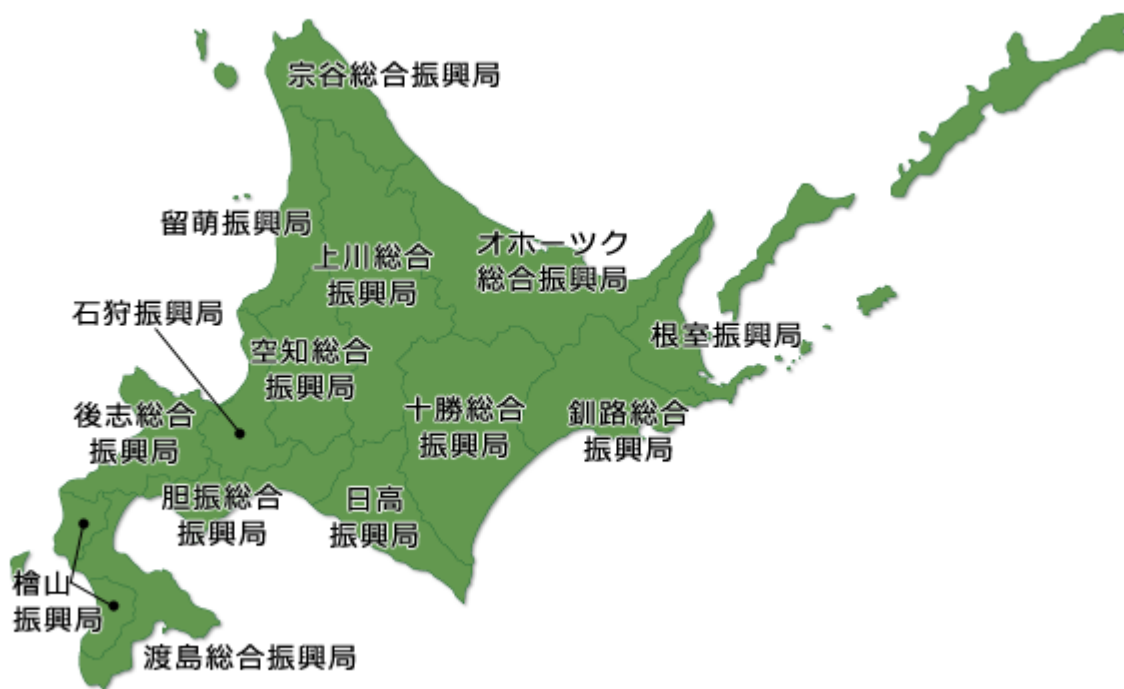 宗谷総合振興局
留萌振興局
上川総合
振興局
オホーツク
総合振興局
石狩振興局
空知総合
振興局
根室振興局
後志総合
振興局
十勝総合
振興局
釧路総合
振興局
胆振総合
振興局
日高
振興局
檜山
振興局
渡島総合振興局